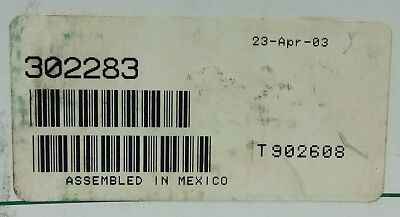 23-Apr-03
302283
T902608
ASSEMBLED IN MEXICO